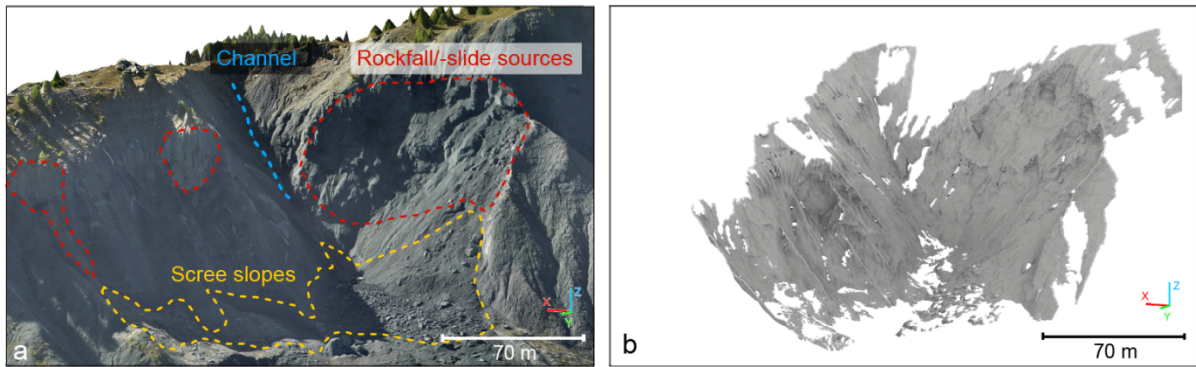 Channel
Rockfall/-slide sources
Scree slopes
X
Z
Y
70 m
a
X
Z
Y
70 m
b